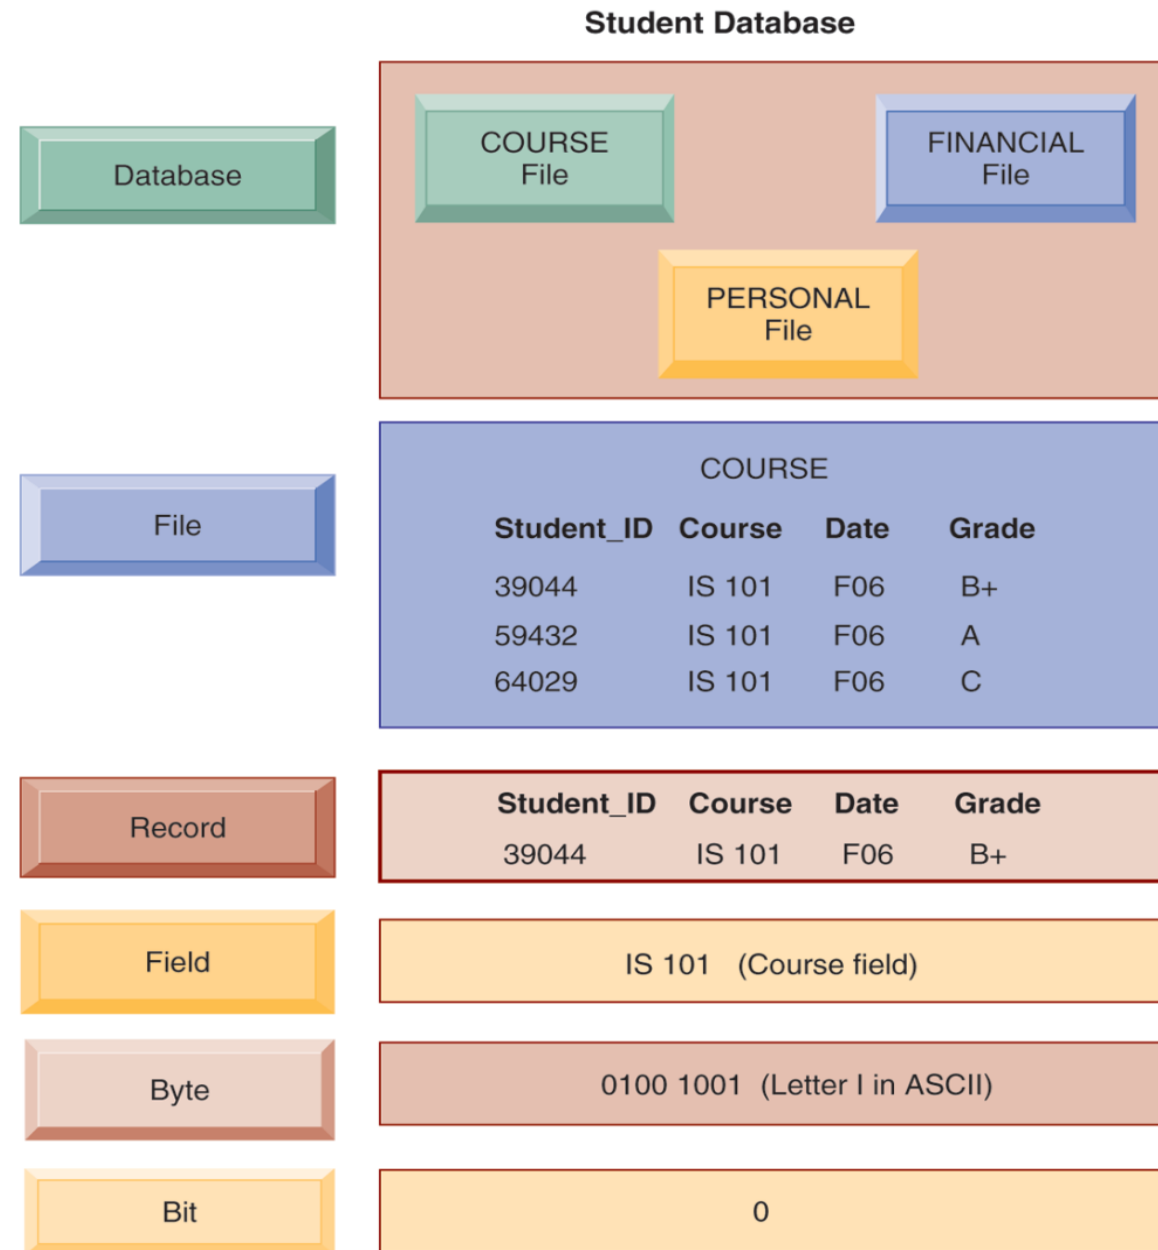 Student Database
Database
COURSE
File
FINANCIAL
File
PERSONAL
File
File
COURSE
Student_ID Course Date Grade
39044 IS 101 F06 B+
59432 IS 101 F06 A
64029 IS 101 F06 C
Record
Student_ID Course Date Grade
39044 IS 101 F06 B+
Field
IS 101 (Course field)
Byte
0100 1001 (Letter I in ASCII)
Bit
0